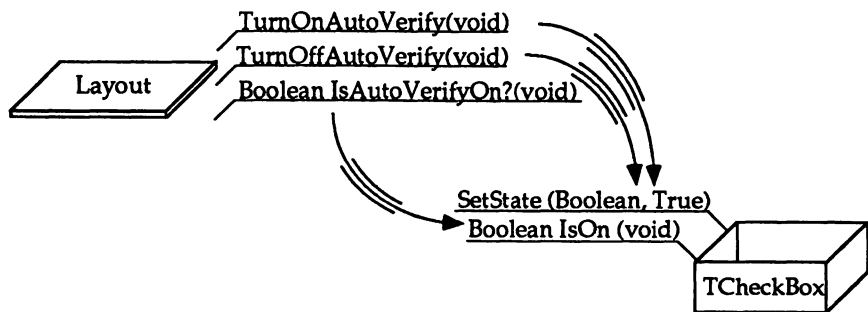 TurnOnAutoVerify(void)
TurnOffAutoVerify(void)
Layout
Boolean IsAutoVerifyOn?(void)
SetState (Boolean, True)
Boolean IsOn (void)
TCheckBox